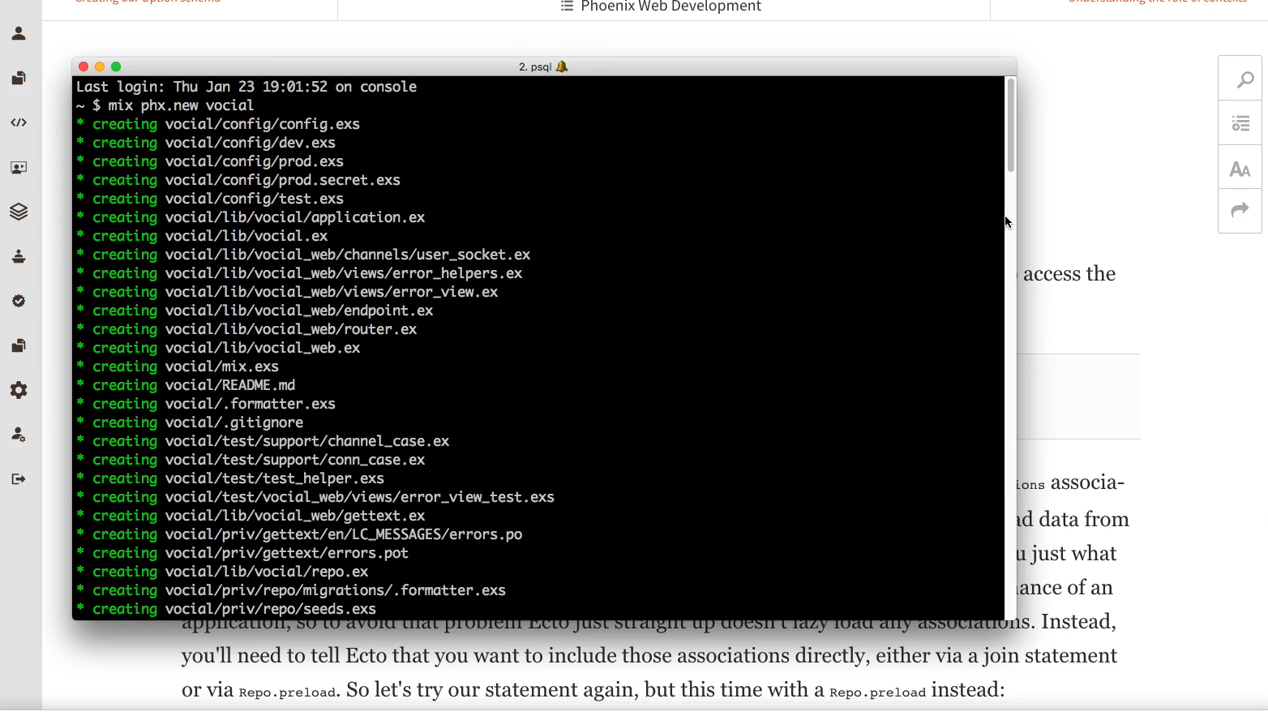 Creating our Option schema
Phoenix Web Development
Understanding the role of contexts
2. psql
Last login: Thu Jan 23 19:01:52 on console
~ $ mix phx.new vocial
* creating vocial/config/config.exs
* creating vocial/config/dev.exs
* creating vocial/config/prod.exs
* creating vocial/config/prod.secret.exs
* creating vocial/config/test.exs
* creating vocial/lib/vocial/application.ex
* creating vocial/lib/vocial.ex
* creating vocial/lib/vocial_web/channels/user_socket.ex
* creating vocial/lib/vocial_web/views/error_helpers.ex
* creating vocial/lib/vocial_web/views/error_view.ex
* creating vocial/lib/vocial_web/endpoint.ex
* creating vocial/lib/vocial_web/router.ex
* creating vocial/lib/vocial_web.ex
* creating vocial/mix.exs
* creating vocial/README.md
* creating vocial/.formatter.exs
* creating vocial/.gitignore
* creating vocial/test/support/channel_case.ex
* creating vocial/test/support/conn_case.ex
* creating vocial/test/test_helper.exs
* creating vocial/test/vocial_web/views/error_view_test.exs
* creating vocial/lib/vocial_web/gettext.ex
* creating vocial/priv/gettext/en/LC_MESSAGES/errors.po
* creating vocial/priv/gettext/errors.pot
* creating vocial/lib/vocial/repo.ex
* creating vocial/priv/repo/migrations/.formatter.exs
* creating vocial/priv/repo/seeds.exs
access the
ions associa-
ad data from
u just what
ance of an
application, so to avoid that problem Ecto just straight up doesn't lazy load any associations. Instead,
you'll need to tell Ecto that you want to include those associations directly, either via a join statement
or via Repo.preload. So let's try our statement again, but this time with a Repo.preload instead:
AA